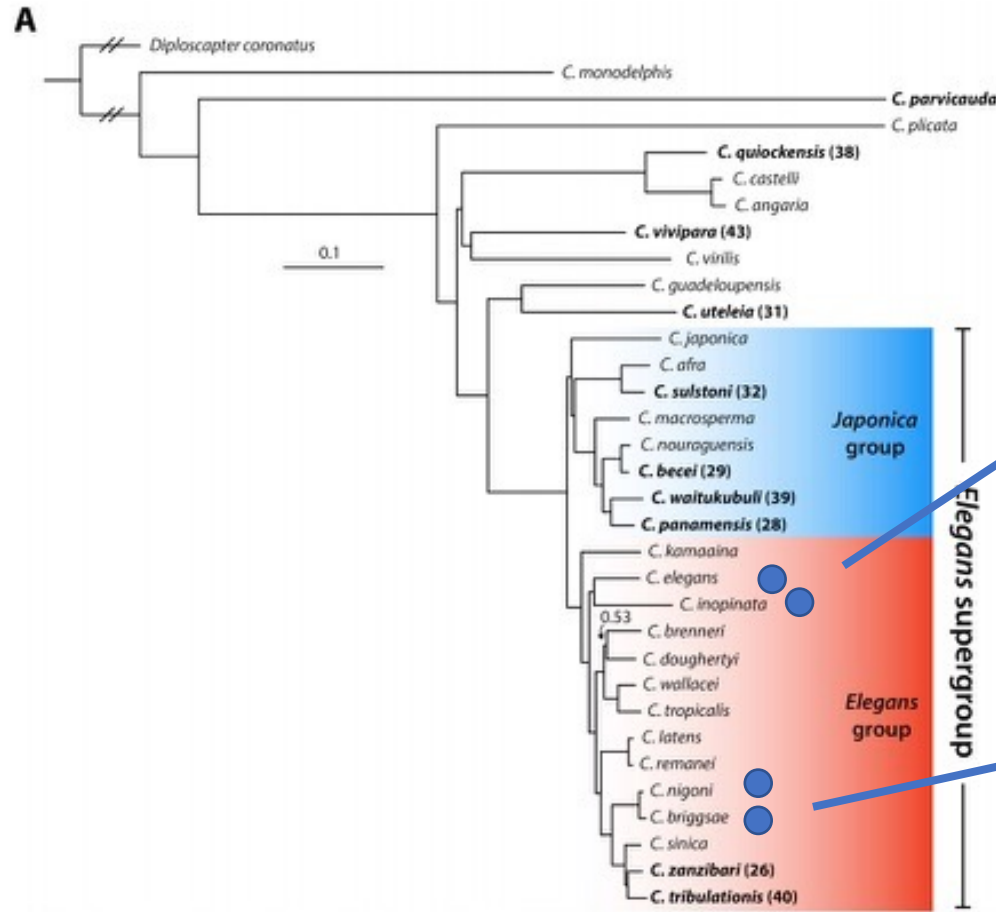 A
Diploscapter coronatus
C. monodelphis
C. parvicauda
C. plicata
C. quiockensis (38)
C. castelli
C. angaria
C. vivipara (43)
C. virilis
0.1
C. guadeloupensis
C. uteleia (31)
C. japonica
C. afra
C. sulstoni (32)
C. macrosperma
C. nouraguensis
C. becei (29)
C. waitukubuli (39)
C. panamensis (28)
Japonica
group
C. kamaaina
C. elegans
C. inopinata
0.53
C. brenneri
C. doughertyi
C. wallacei
C. tropicalis
C. latens
C. remanei
C. nigoni
C. briggsae
C. sinica
C. zanzibari (26)
C. tribulationis (40)
Elegans
group
Elegans supergroup